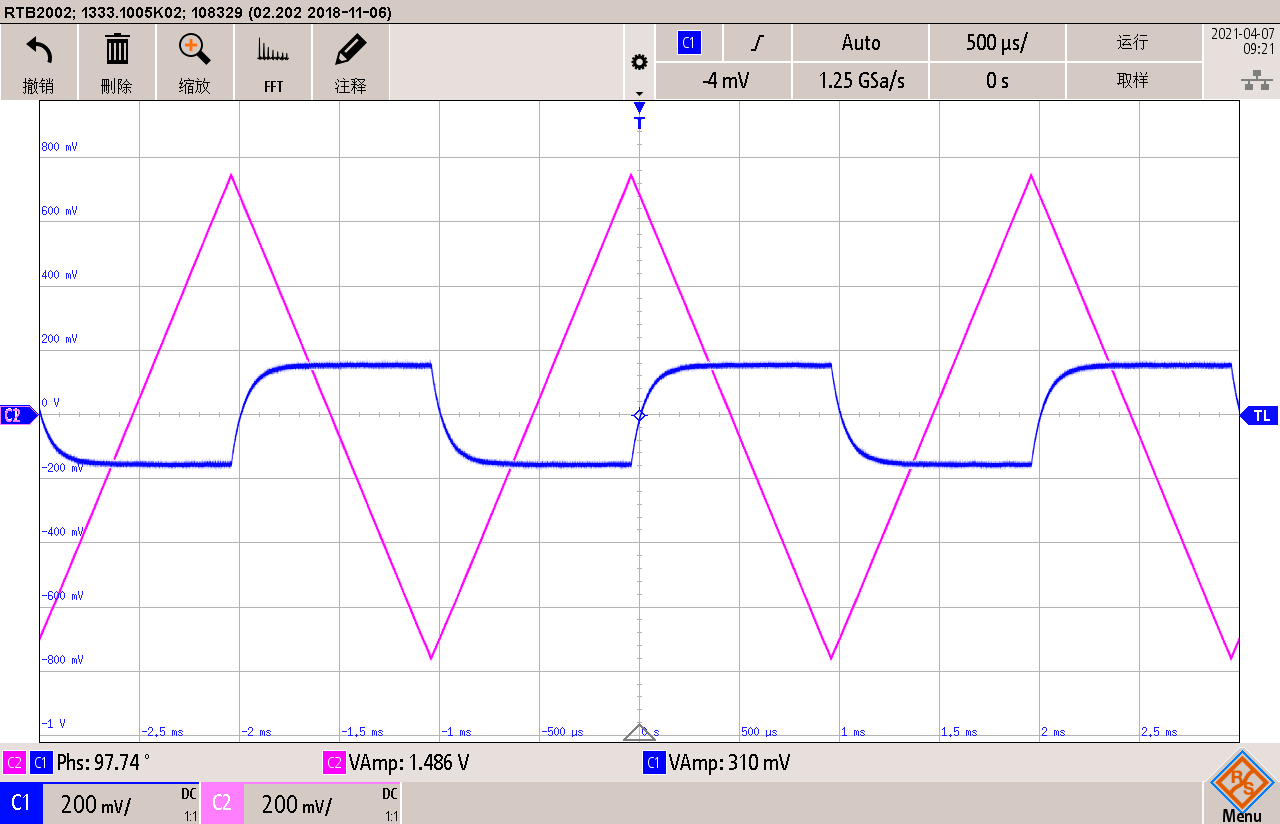 RTB2002; 1333.1005K02; 108329 (02.202 2018-11-06)
撤销 删除 缩放 FFT 注释
C1 Auto 500 µs/ 运行
-4 mV 1.25 GSa/s 0 s 取样
2021-04-07
09:21
T
800 mV
600 mV
400 mV
200 mV
0 V
C2
TL
-200 mV
-400 mV
-600 mV
-800 mV
-1 V
-2.5 ms -2 ms -1.5 ms -1 ms -500 µs 0 s 500 µs 1 ms 1.5 ms 2 ms 2.5 ms
C2 C1 Phs: 97.74 ° C2 VAmp: 1.486 V C1 VAmp: 310 mV
C1 200 mV/ DC 1:1 C2 200 mV/ DC 1:1
R S
Menu